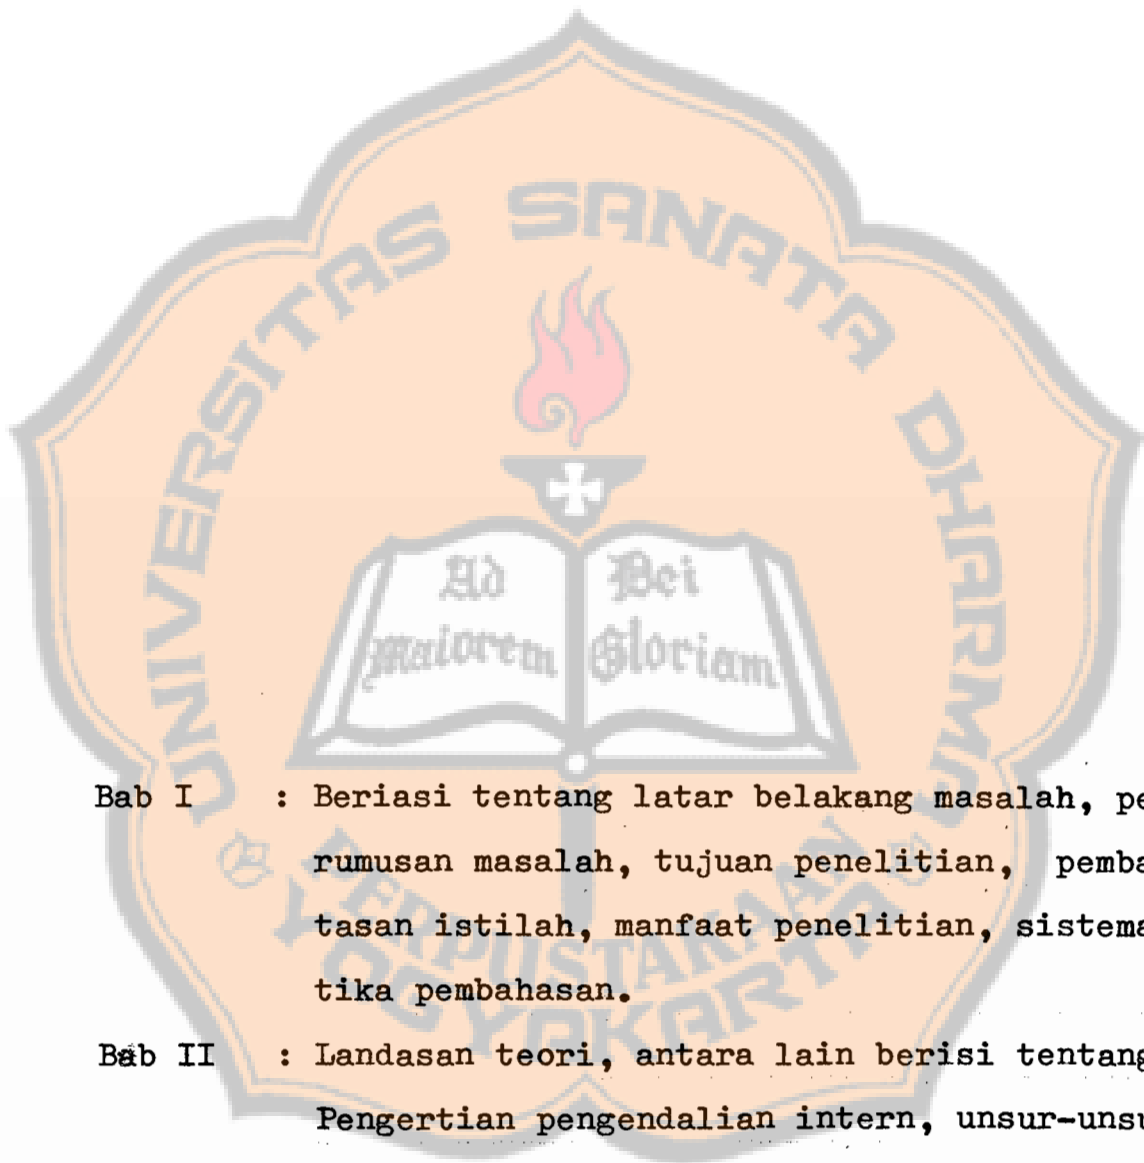 UNIVERSITAS SANATA DHARMA
Ad Dei
maiorem Gloriam
Bab I : Beriasi tentang latar belakang masalah, pe
rumusan masalah, tujuan penelitian, pemba
tasan istilah, manfaat penelitian, sistema
tika pembahasan.
PERPUSTAKAAN
YOGYAKARTA
Bab II : Landasan teori, antara lain berisi tentang
Pengertian pengendalian intern, unsur-unsu